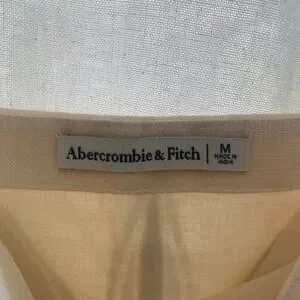 Abercrombie & Fitch
M
MADE IN
INDIA